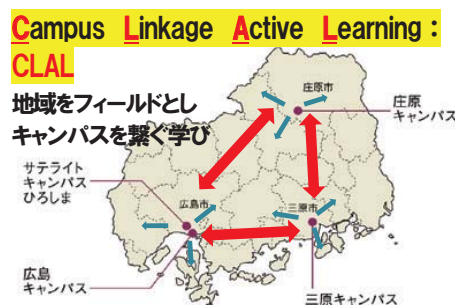 Campus Linkage Active Learning：
CLAL
地域をフィールドとし
キャンパスを繋ぐ学び
庄原市
庄原
キャンパス
サテライト
キャンパス
ひろしま
広島市
三原市
広島
キャンパス
三原キャンパス